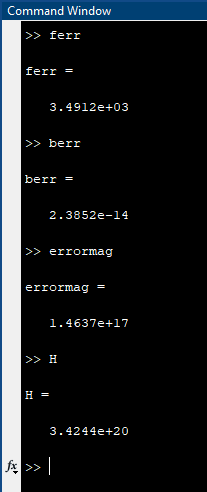 Command Window
>> ferr
ferr =
3.4912e+03
>> berr
berr =
2.3852e-14
>> errormag
errormag =
1.4637e+17
>> H
H =
3.4244e+20
fx >>